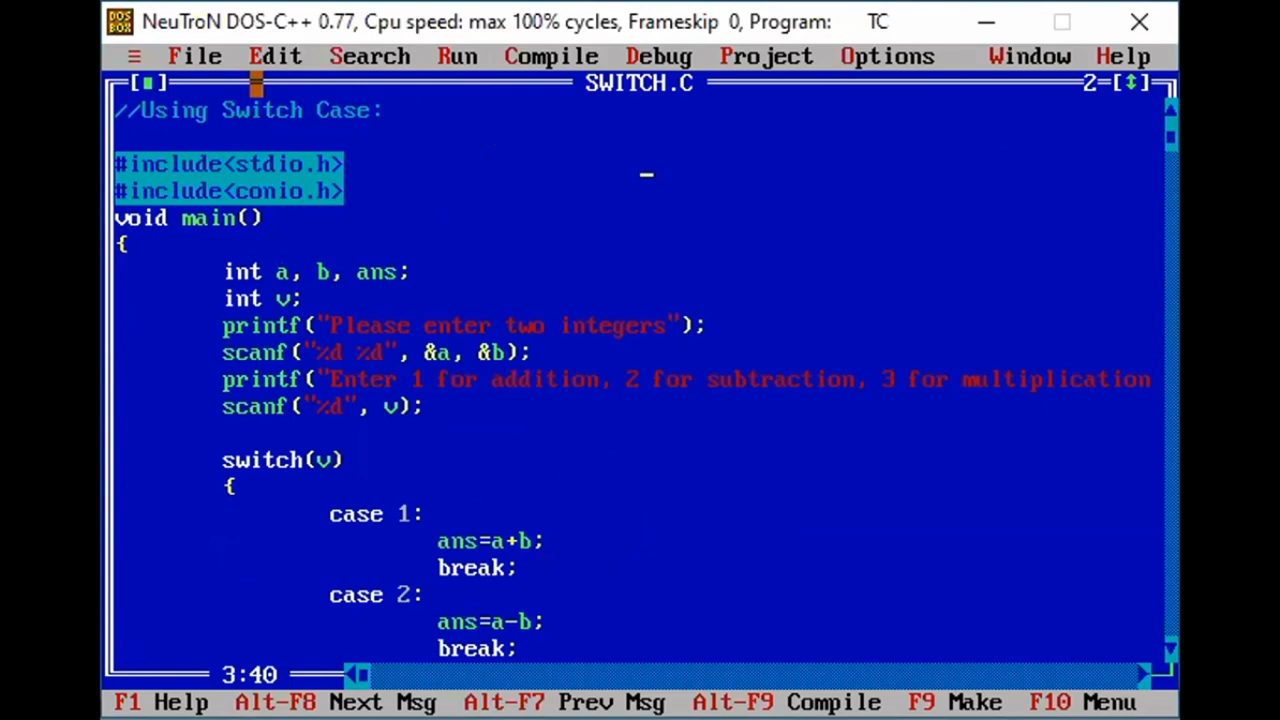 NeuTroN DOS-C++ 0.77, Cpu speed: max 100% cycles, Frameskip 0, Program: TC
≡ File Edit Search Run Compile Debug Project Options Window Help
SWITCH.C 2
//Using Switch Case:
#include<stdio.h>
#include<conio.h>
void main()
{
int a, b, ans;
int v;
printf("Please enter two integers");
scanf("%d %d", &a, &b);
printf("Enter 1 for addition, 2 for subtraction, 3 for multiplication
scanf("%d", v);
switch(v)
{
case 1:
ans=a+b;
break;
case 2:
ans=a-b;
break;
3:40
F1 Help Alt-F8 Next Msg Alt-F7 Prev Msg Alt-F9 Compile F9 Make F10 Menu